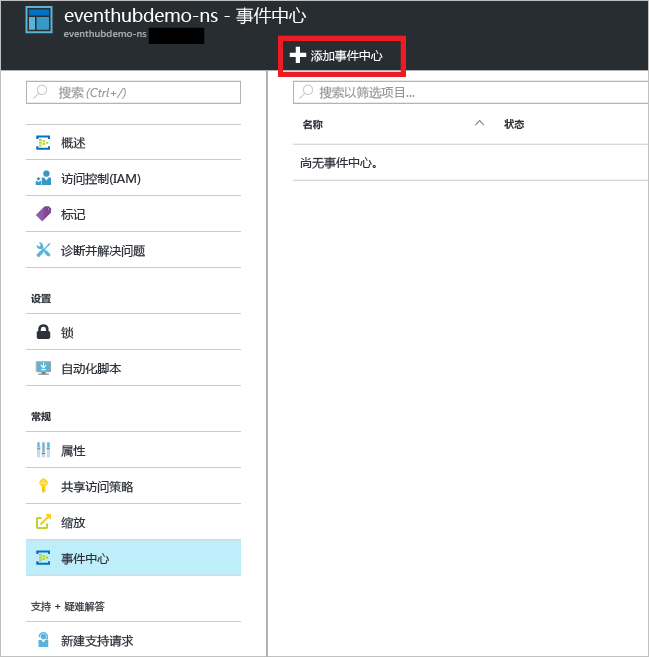 eventhubdemo-ns - 事件中心
eventhubdemo-ns
添加事件中心
搜索 (Ctrl+/)
概述
访问控制(IAM)
标记
诊断并解决问题
设置
锁
自动化脚本
常规
属性
共享访问策略
缩放
事件中心
支持 + 疑难解答
新建支持请求
搜索以筛选项目...
名称 状态
尚无事件中心。